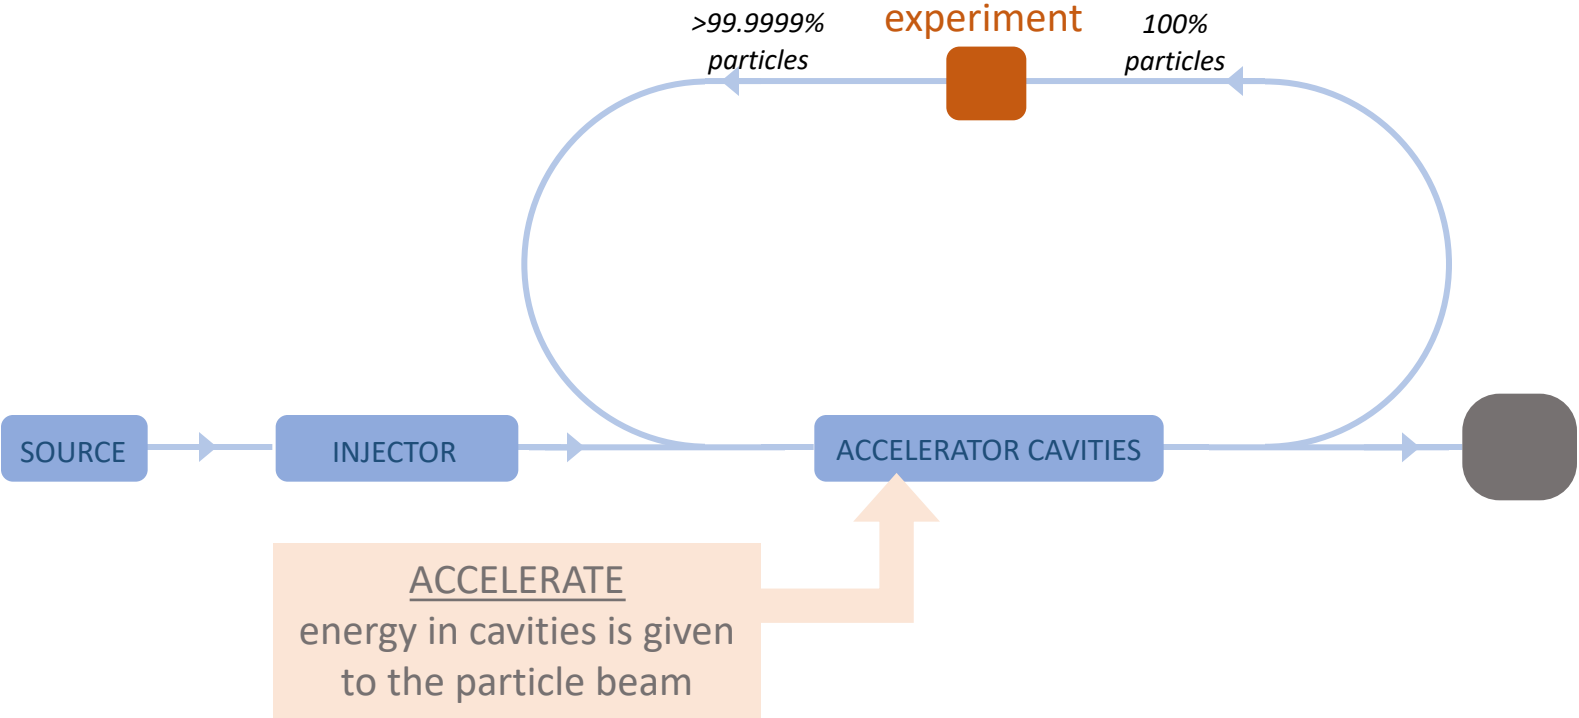 >99.9999%
particles
experiment
100%
particles
SOURCE
INJECTOR
ACCELERATOR CAVITIES
ACCELERATE
energy in cavities is given
to the particle beam